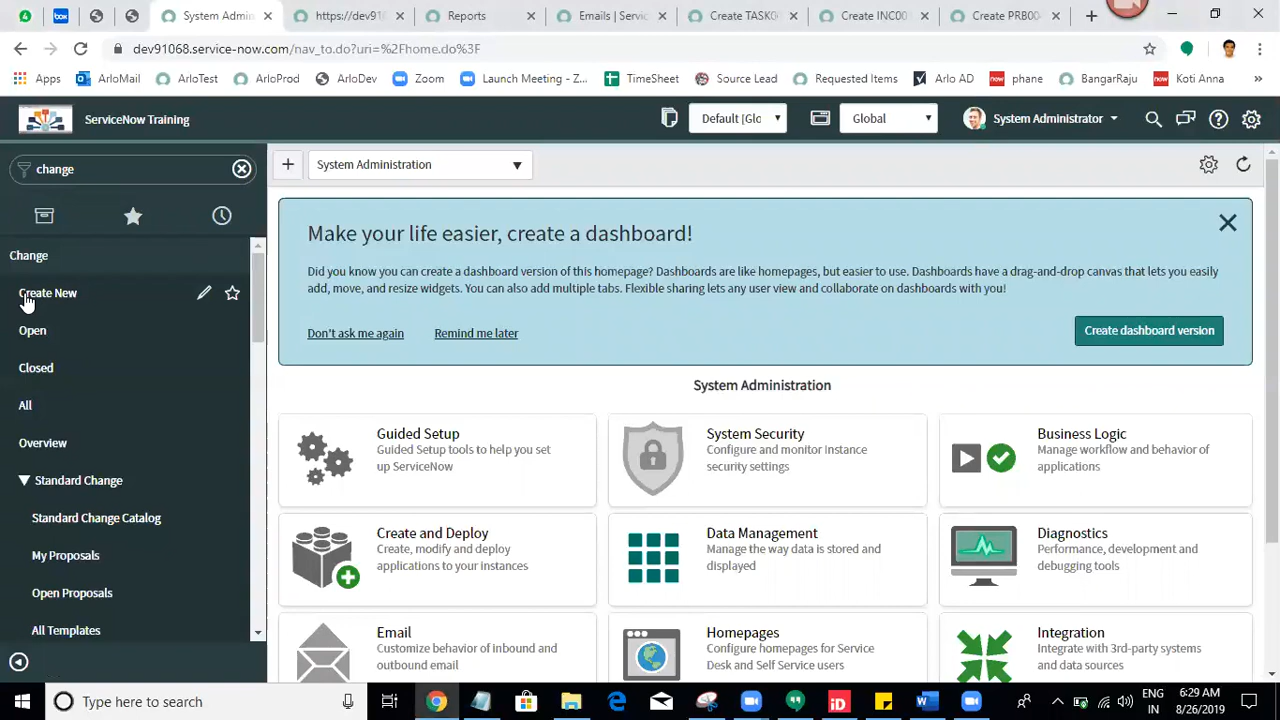 4
box
System Admin
https://dev91
Reports
Emails | Servic
Create TASK0
Create INC00
Create PRB00
dev91068.service-now.com/nav_to.do?uri=%2Fhome.do%3F
Apps
ArloMail
ArloTest
ArloProd
ArloDev
Zoom
Launch Meeting - Z...
TimeSheet
Source Lead
Requested Items
Arlo AD
now phane
BangarRaju
now Koti Anna
ServiceNow Training
Default [Glo
Global
System Administrator
change
System Administration
Change
Create New
Open
Closed
All
Overview
Standard Change
Standard Change Catalog
My Proposals
Open Proposals
All Templates
Make your life easier, create a dashboard!
Did you know you can create a dashboard version of this homepage? Dashboards are like homepages, but easier to use. Dashboards have a drag-and-drop canvas that lets you easily
add, move, and resize widgets. You can also add multiple tabs. Flexible sharing lets any user view and collaborate on dashboards with you!
Don't ask me again
Remind me later
Create dashboard version
System Administration
Guided Setup
Guided Setup tools to help you set
up ServiceNow
System Security
Configure and monitor instance
security settings
Business Logic
Manage workflow and behavior of
applications
Create and Deploy
Create, modify and deploy
applications to your instances
Data Management
Manage the way data is stored and
displayed
Diagnostics
Performance, development and
debugging tools
Email
Customize behavior of inbound and
outbound email
Homepages
Configure homepages for Service
Desk and Self Service users
Integration
Integrate with 3rd-party systems
and data sources
Type here to search
iD
ENG
IN
6:29 AM
8/26/2019